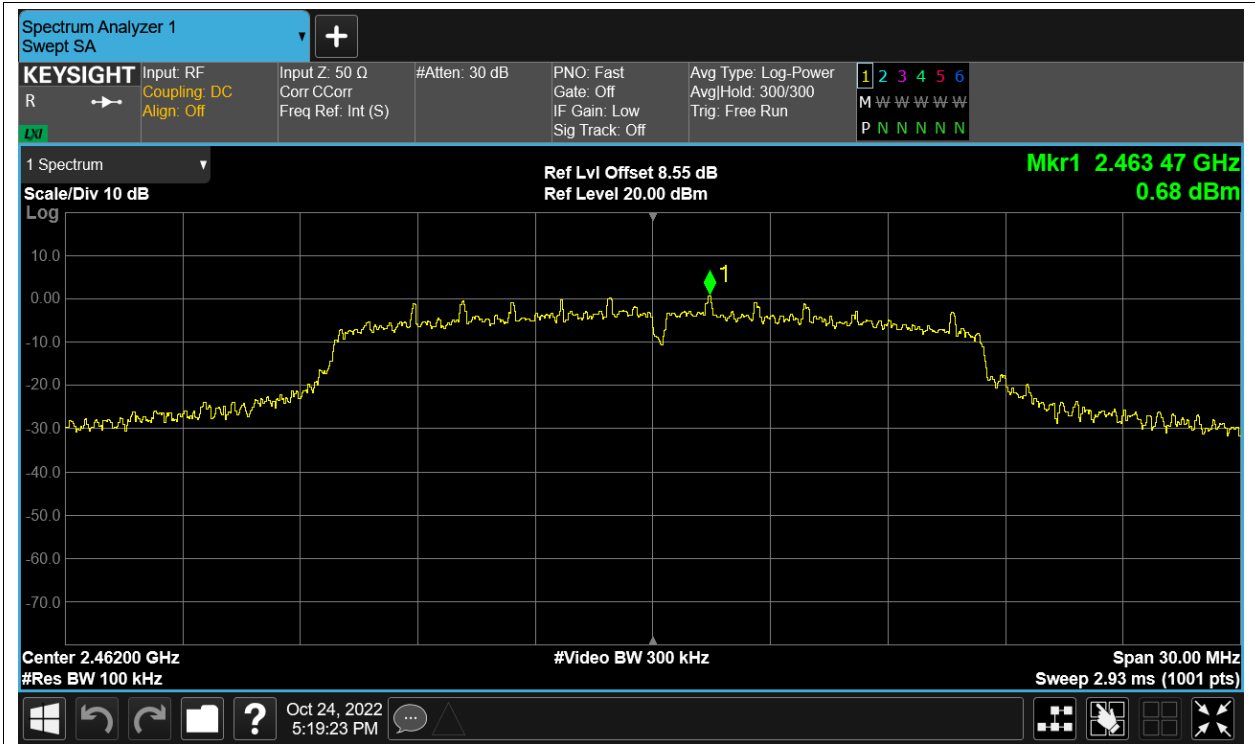 Spectrum Analyzer 1
Swept SA
KEYSIGHT
R
LXI
Input: RF
Coupling: DC
Align: Off
Input Z: 50 Ω
Corr CCorr
Freq Ref: Int (S)
#Atten: 30 dB
PNO: Fast
Gate: Off
IF Gain: Low
Sig Track: Off
Avg Type: Log-Power
Avg|Hold: 300/300
Trig: Free Run
1 2 3 4 5 6
M W W W W W
P N N N N N
1 Spectrum
Scale/Div 10 dB
Log
Ref Lvl Offset 8.55 dB
Ref Level 20.00 dBm
Mkr1 2.463 47 GHz
0.68 dBm
1
10.0
0.00
-10.0
-20.0
-30.0
-40.0
-50.0
-60.0
-70.0
Center 2.46200 GHz
#Res BW 100 kHz
#Video BW 300 kHz
Span 30.00 MHz
Sweep 2.93 ms (1001 pts)
?
Oct 24, 2022
5:19:23 PM